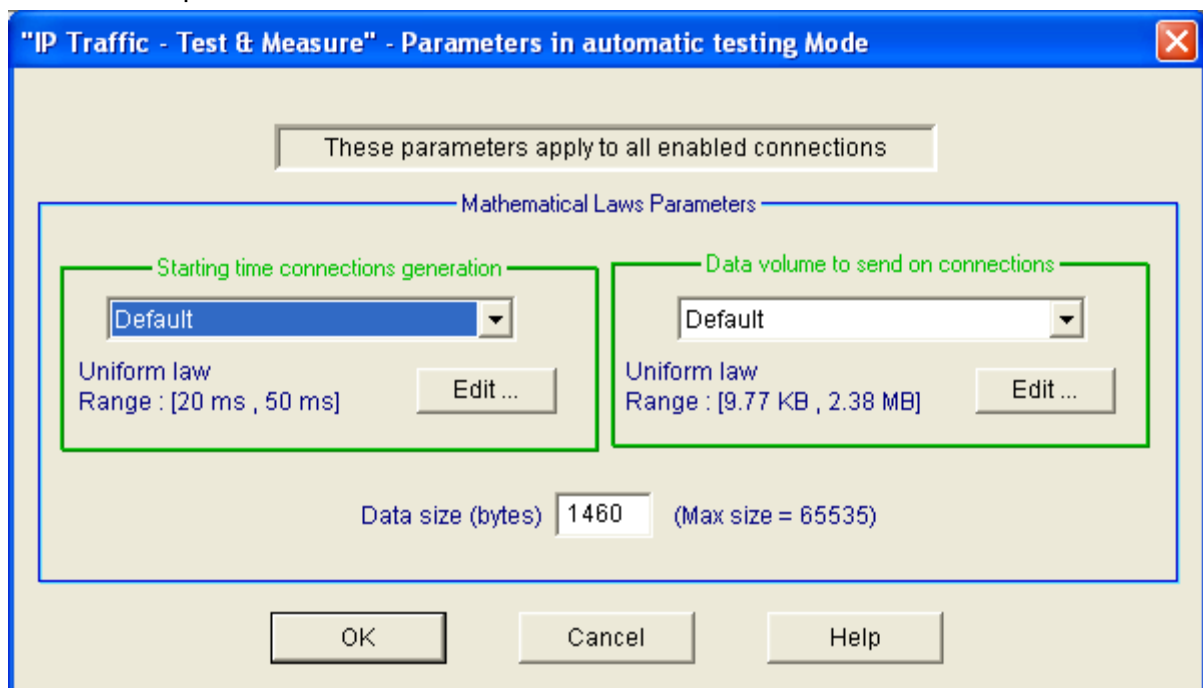 "IP Traffic - Test & Measure" - Parameters in automatic testing Mode
These parameters apply to all enabled connections
Mathematical Laws Parameters
Starting time connections generation
Default
Uniform law
Range : [20 ms , 50 ms]
Edit ...
Data volume to send on connections
Default
Uniform law
Range : [9.77 KB , 2.38 MB]
Edit ...
Data size (bytes) 1460 (Max size = 65535)
OK Cancel Help